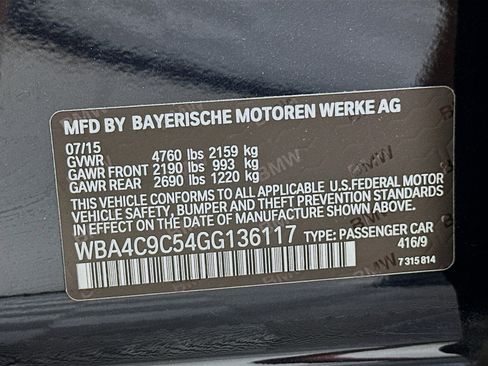 MFD BY BAYERISCHE MOTOREN WERKE AG
07/15
GVWR 4760 lbs 2159 kg
GAWR FRONT 2190 lbs 993 kg
GAWR REAR 2690 lbs 1220 kg
THIS VEHICLE CONFORMS TO ALL APPLICABLE U.S.FEDERAL MOTOR
VEHICLE SAFETY, BUMPER AND THEFT PREVENTION STANDARDS
IN EFFECT ON THE DATE OF MANUFACTURE SHOWN ABOVE.
WBA4C9C54GG136117 TYPE: PASSENGER CAR
416/9
7 315 814